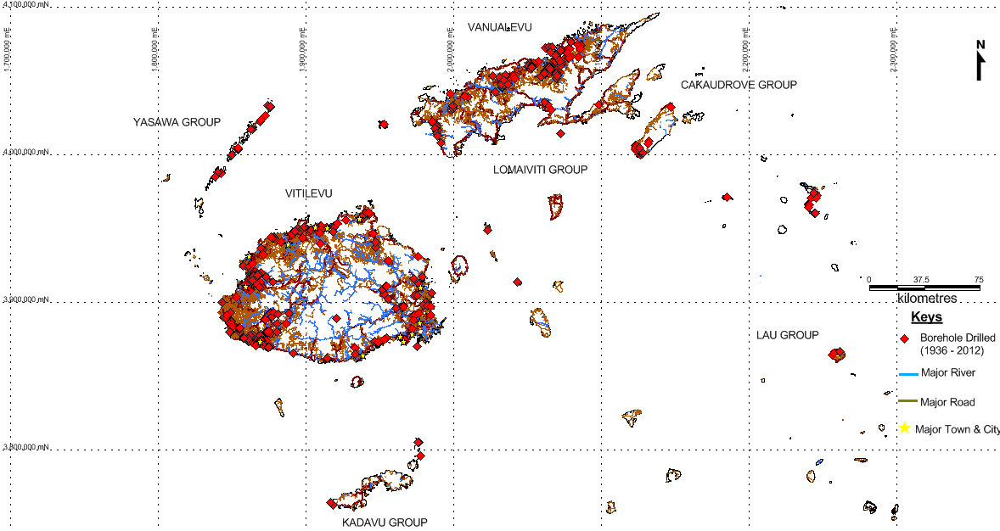 4,100,000 mN
1,700,000 mE
1,800,000 mE
1,900,000 mE
2,000,000 mE
2,200,000 mE
2,300,000 mE
VANUALEVU
N
CAKAUDROVE GROUP
YASAWA GROUP
4,000,000 mN
LOMAIVITI GROUP
VITILEVU
0 37.5 75
kilometres
3,900,000 mN
Keys
LAU GROUP
Borehole Drilled
(1936 - 2012)
Major River
Major Road
Major Town & City
3,800,000 mN
KADAVU GROUP